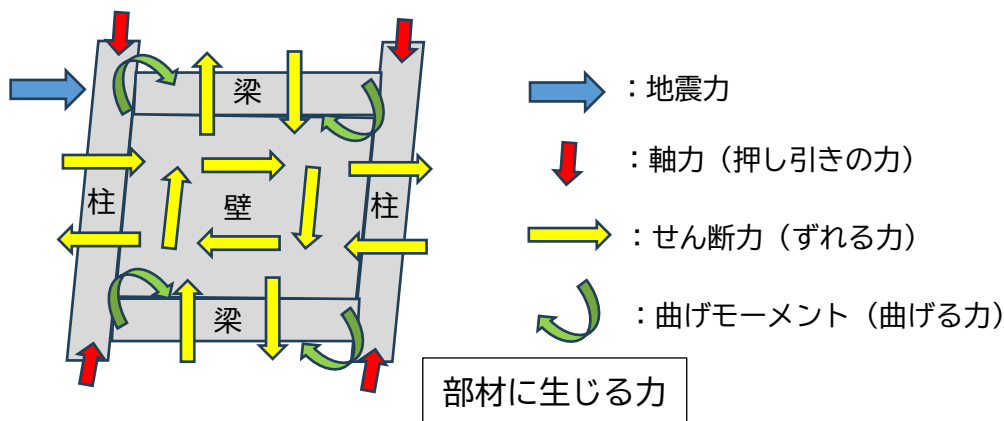 梁
柱
壁
柱
梁
：地震力
：軸力（押し引きの力）
：せん断力（ずれる力）
：曲げモーメント（曲げる力）
部材に生じる力